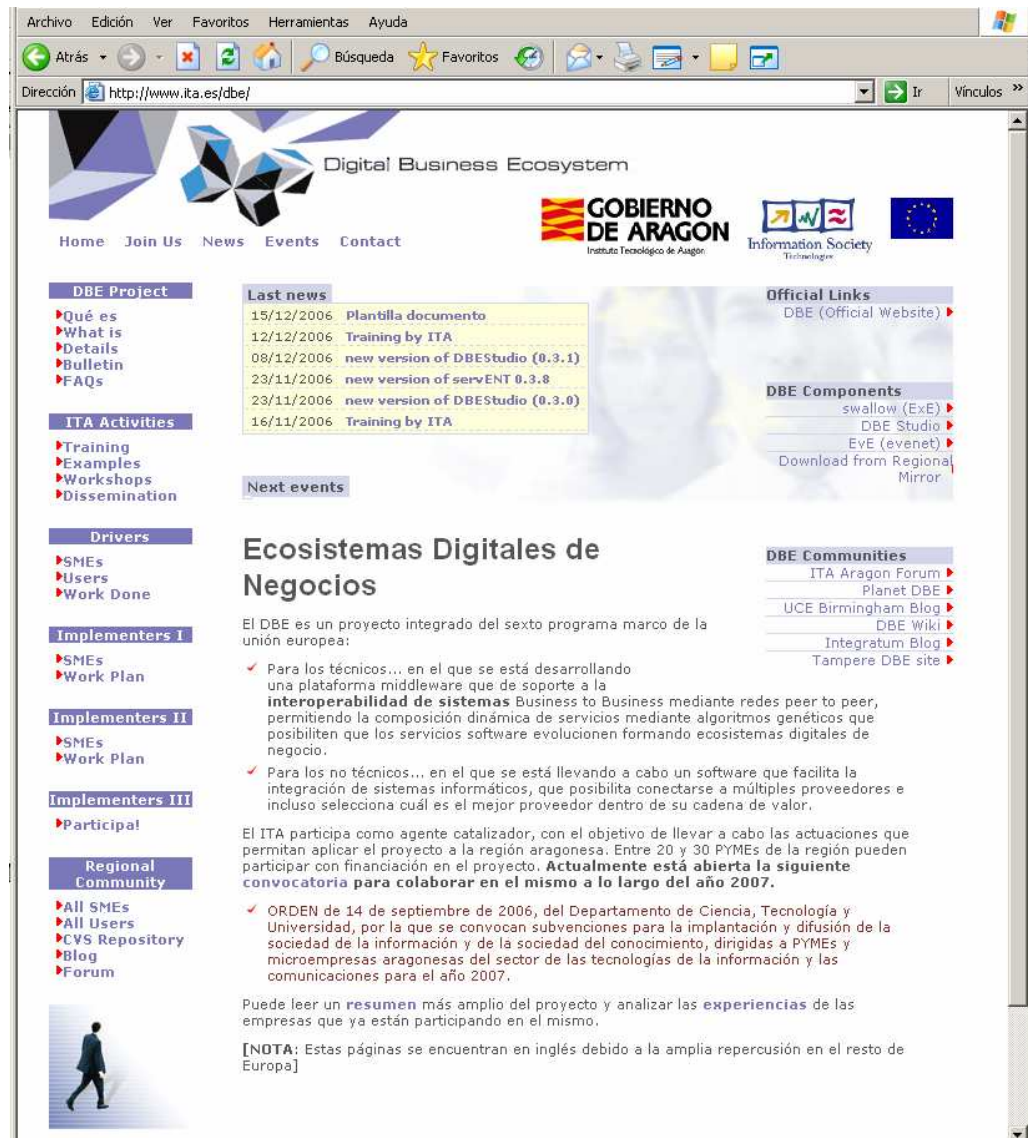 Archivo Edición Ver Favoritos Herramientas Ayuda
Atrás Búsqueda Favoritos
Dirección http://www.ita.es/dbe/ Ir Vínculos »
Digital Business Ecosystem
GOBIERNO
DE ARAGON
Instituto Tecnológico de Aragón
Information Society
Technologies
Home Join Us News Events Contact
DBE Project
Qué es
What is
Details
Bulletin
FAQs
ITA Activities
Training
Examples
Workshops
Dissemination
Drivers
SMEs
Users
Work Done
Implementers I
SMEs
Work Plan
Implementers II
SMEs
Work Plan
Implementers III
Participa!
Regional
Community
All SMEs
All Users
CVS Repository
Blog
Forum
Last news
15/12/2006 Plantilla documento
12/12/2006 Training by ITA
08/12/2006 new version of DBEStudio (0.3.1)
23/11/2006 new version of servENT 0.3.8
23/11/2006 new version of DBEStudio (0.3.0)
16/11/2006 Training by ITA
Next events
Official Links
DBE (Official Website)
DBE Components
swallow (ExE)
DBE Studio
EvE (evenet)
Download from Regional
Mirror
DBE Communities
ITA Aragon Forum
Planet DBE
UCE Birmingham Blog
DBE Wiki
Integratum Blog
Tampere DBE site
Ecosistemas Digitales de
Negocios
El DBE es un proyecto integrado del sexto programa marco de la
unión europea:
Para los técnicos... en el que se está desarrollando
una plataforma middleware que de soporte a la
interoperabilidad de sistemas Business to Business mediante redes peer to peer,
permitiendo la composición dinámica de servicios mediante algoritmos genéticos que
posibiliten que los servicios software evolucionen formando ecosistemas digitales de
negocio.
Para los no técnicos... en el que se está llevando a cabo un software que facilita la
integración de sistemas informáticos, que posibilita conectarse a múltiples proveedores e
incluso selecciona cuál es el mejor proveedor dentro de su cadena de valor.
El ITA participa como agente catalizador, con el objetivo de llevar a cabo las actuaciones que
permitan aplicar el proyecto a la región aragonesa. Entre 20 y 30 PYMEs de la región pueden
participar con financiación en el proyecto. Actualmente está abierta la siguiente
convocatoria para colaborar en el mismo a lo largo del año 2007.
ORDEN de 14 de septiembre de 2006, del Departamento de Ciencia, Tecnología y
Universidad, por la que se convocan subvenciones para la implantación y difusión de la
sociedad de la información y de la sociedad del conocimiento, dirigidas a PYMEs y
microempresas aragonesas del sector de las tecnologías de la información y las
comunicaciones para el año 2007.
Puede leer un resumen más amplio del proyecto y analizar las experiencias de las
empresas que ya están participando en el mismo.
[NOTA: Estas páginas se encuentran en inglés debido a la amplia repercusión en el resto de
Europa]